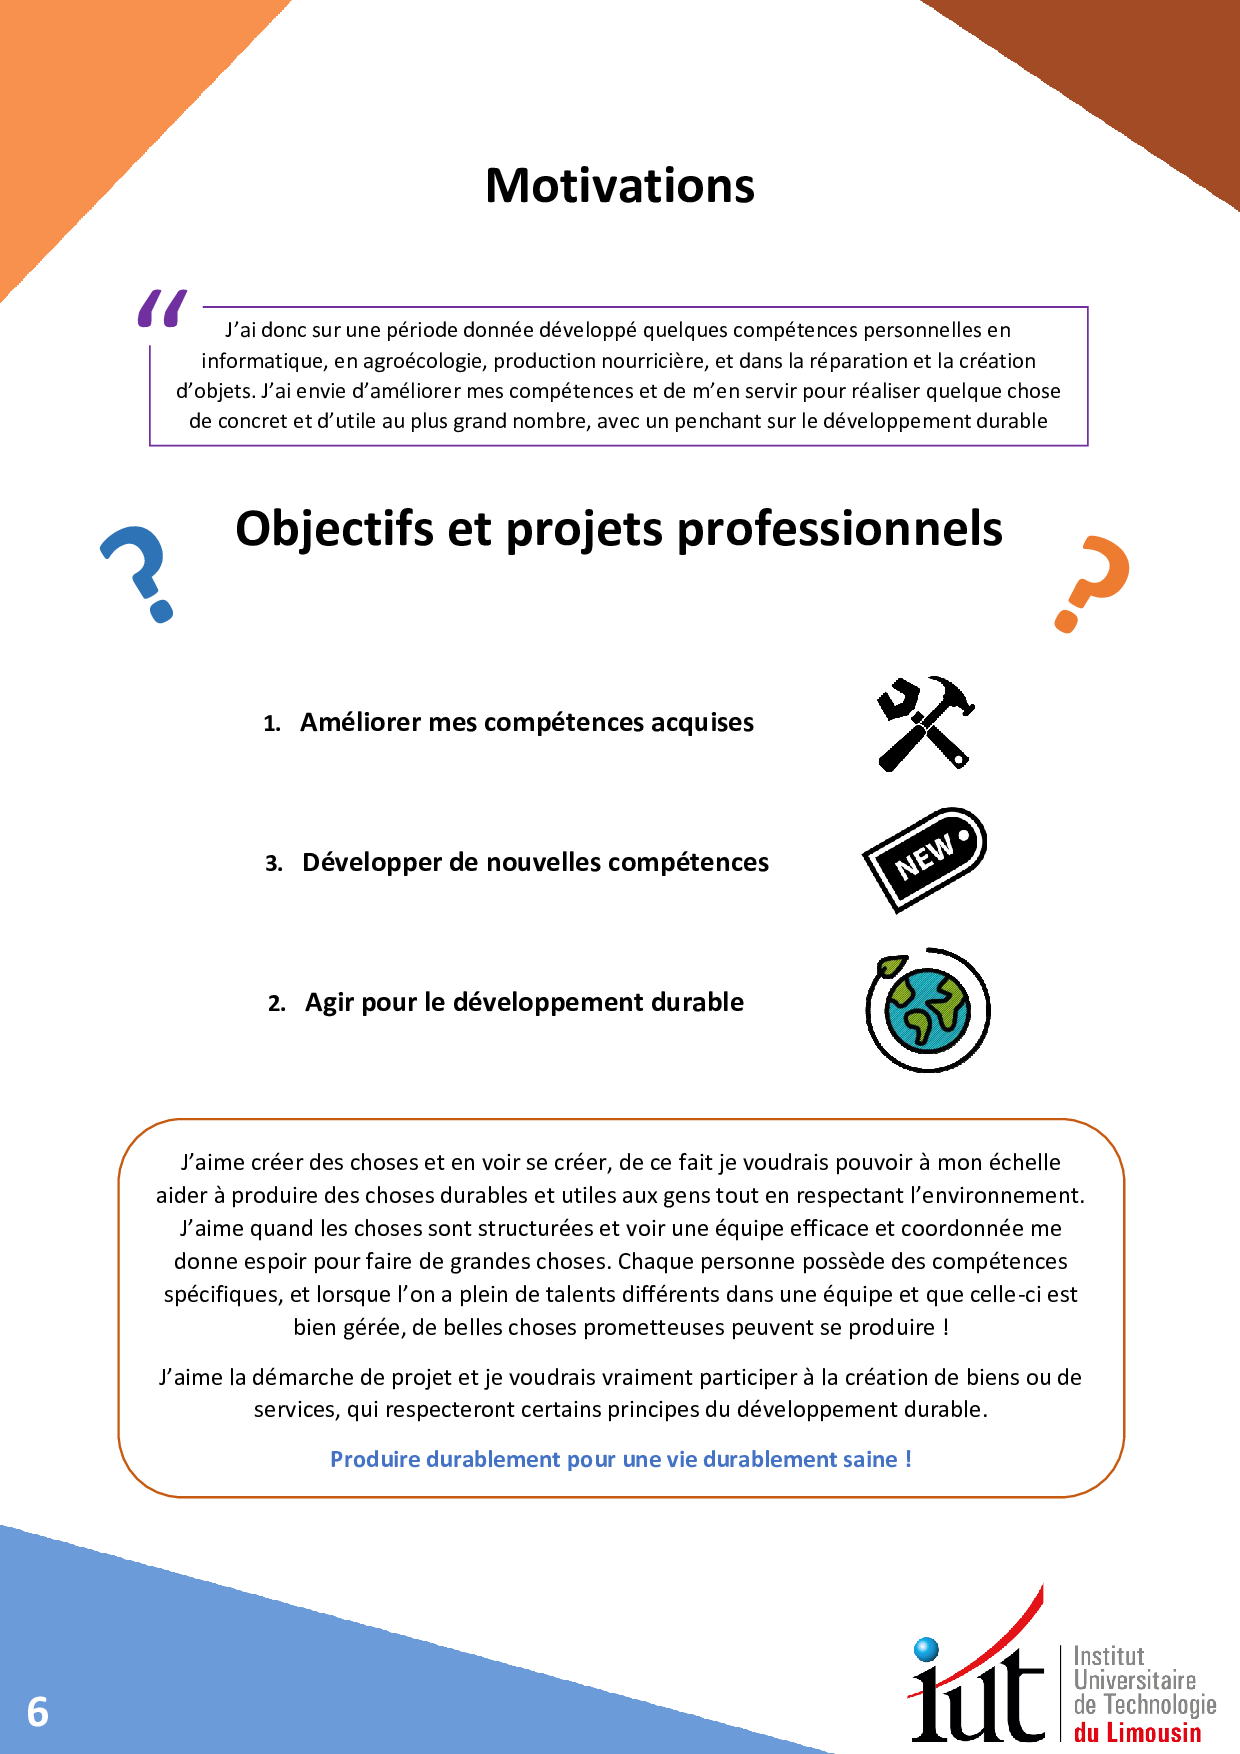 Motivations
“
J’ai donc sur une période donnée développé quelques compétences personnelles en
informatique, en agroécologie, production nourricière, et dans la réparation et la création
d’objets. J’ai envie d’améliorer mes compétences et de m’en servir pour réaliser quelque chose
de concret et d’utile au plus grand nombre, avec un penchant sur le développement durable
? Objectifs et projets professionnels ?
1. Améliorer mes compétences acquises
3. Développer de nouvelles compétences
NEW
2. Agir pour le développement durable
J’aime créer des choses et en voir se créer, de ce fait je voudrais pouvoir à mon échelle
aider à produire des choses durables et utiles aux gens tout en respectant l’environnement.
J’aime quand les choses sont structurées et voir une équipe efficace et coordonnée me
donne espoir pour faire de grandes choses. Chaque personne possède des compétences
spécifiques, et lorsque l’on a plein de talents différents dans une équipe et que celle-ci est
bien gérée, de belles choses prometteuses peuvent se produire !
J’aime la démarche de projet et je voudrais vraiment participer à la création de biens ou de
services, qui respecteront certains principes du développement durable.
Produire durablement pour une vie durablement saine !
6
iut
Institut
Universitaire
de Technologie
du Limousin